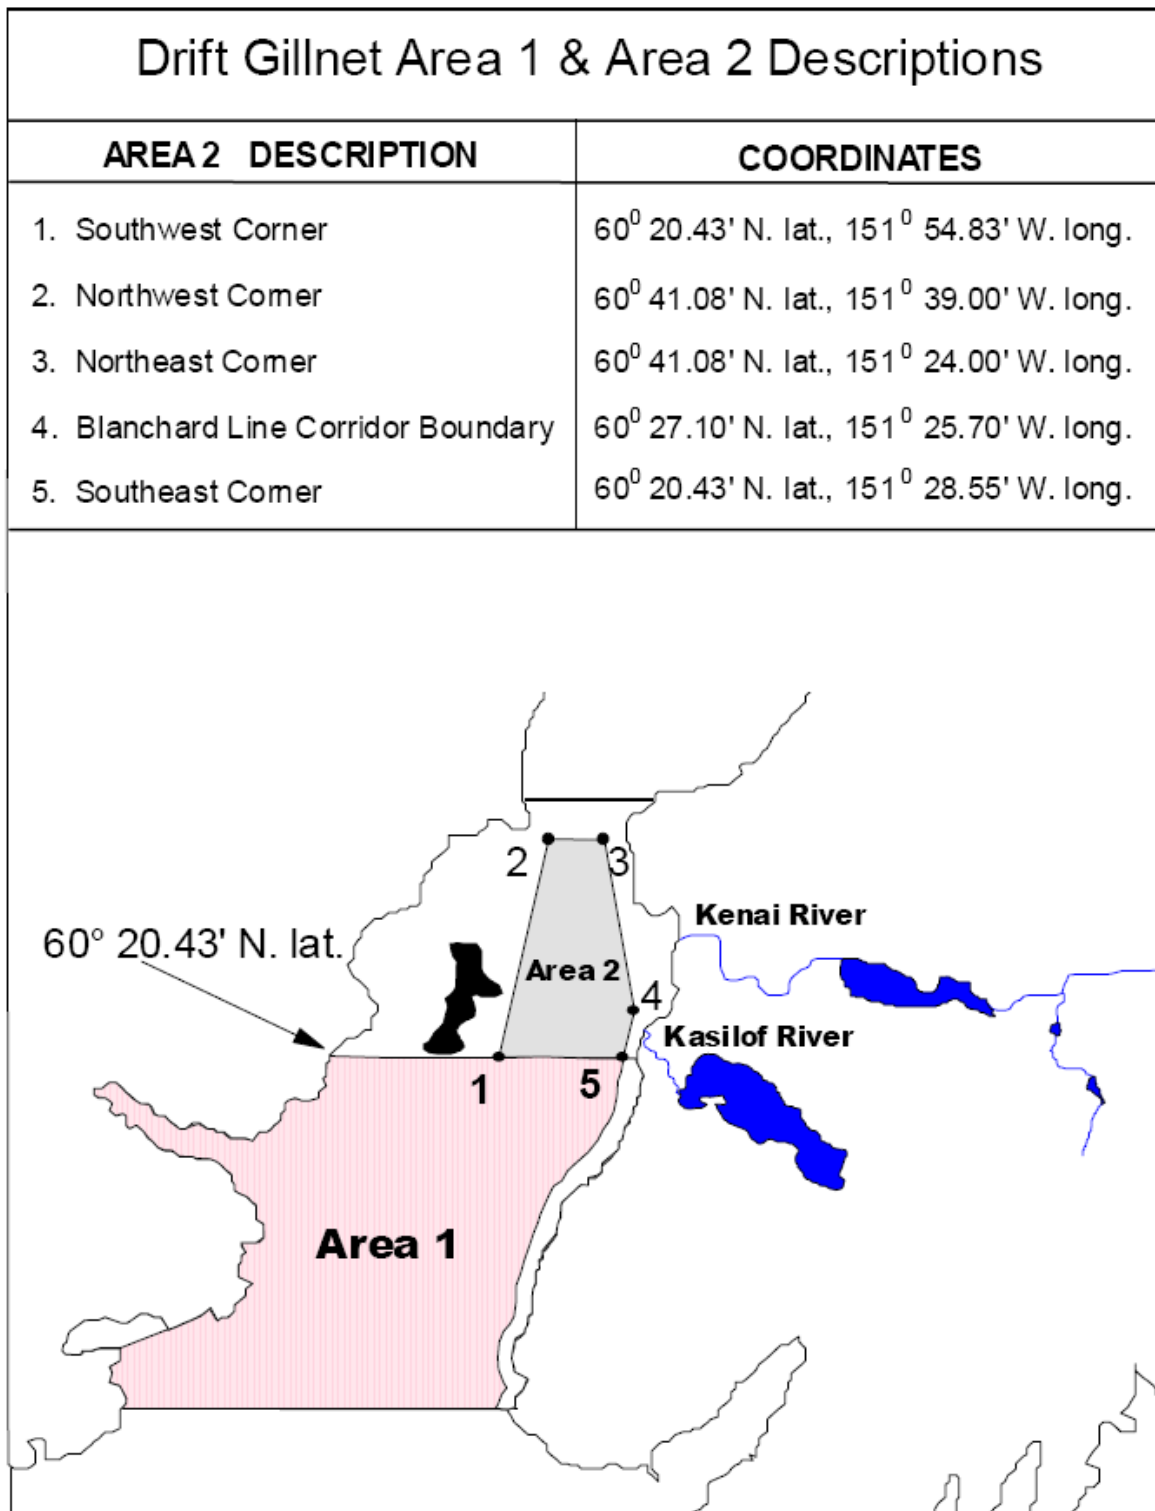 Drift Gillnet Area 1 & Area 2 Descriptions
AREA 2 DESCRIPTION
COORDINATES
1. Southwest Corner 60⁰ 20.43' N. lat., 151⁰ 54.83' W. long.
2. Northwest Corner 60⁰ 41.08' N. lat., 151⁰ 39.00' W. long.
3. Northeast Corner 60⁰ 41.08' N. lat., 151⁰ 24.00' W. long.
4. Blanchard Line Corridor Boundary 60⁰ 27.10' N. lat., 151⁰ 25.70' W. long.
5. Southeast Corner 60⁰ 20.43' N. lat., 151⁰ 28.55' W. long.
2
3
Kenai River
60° 20.43' N. lat.
Area 2
4
Kasilof River
1
5
Area 1